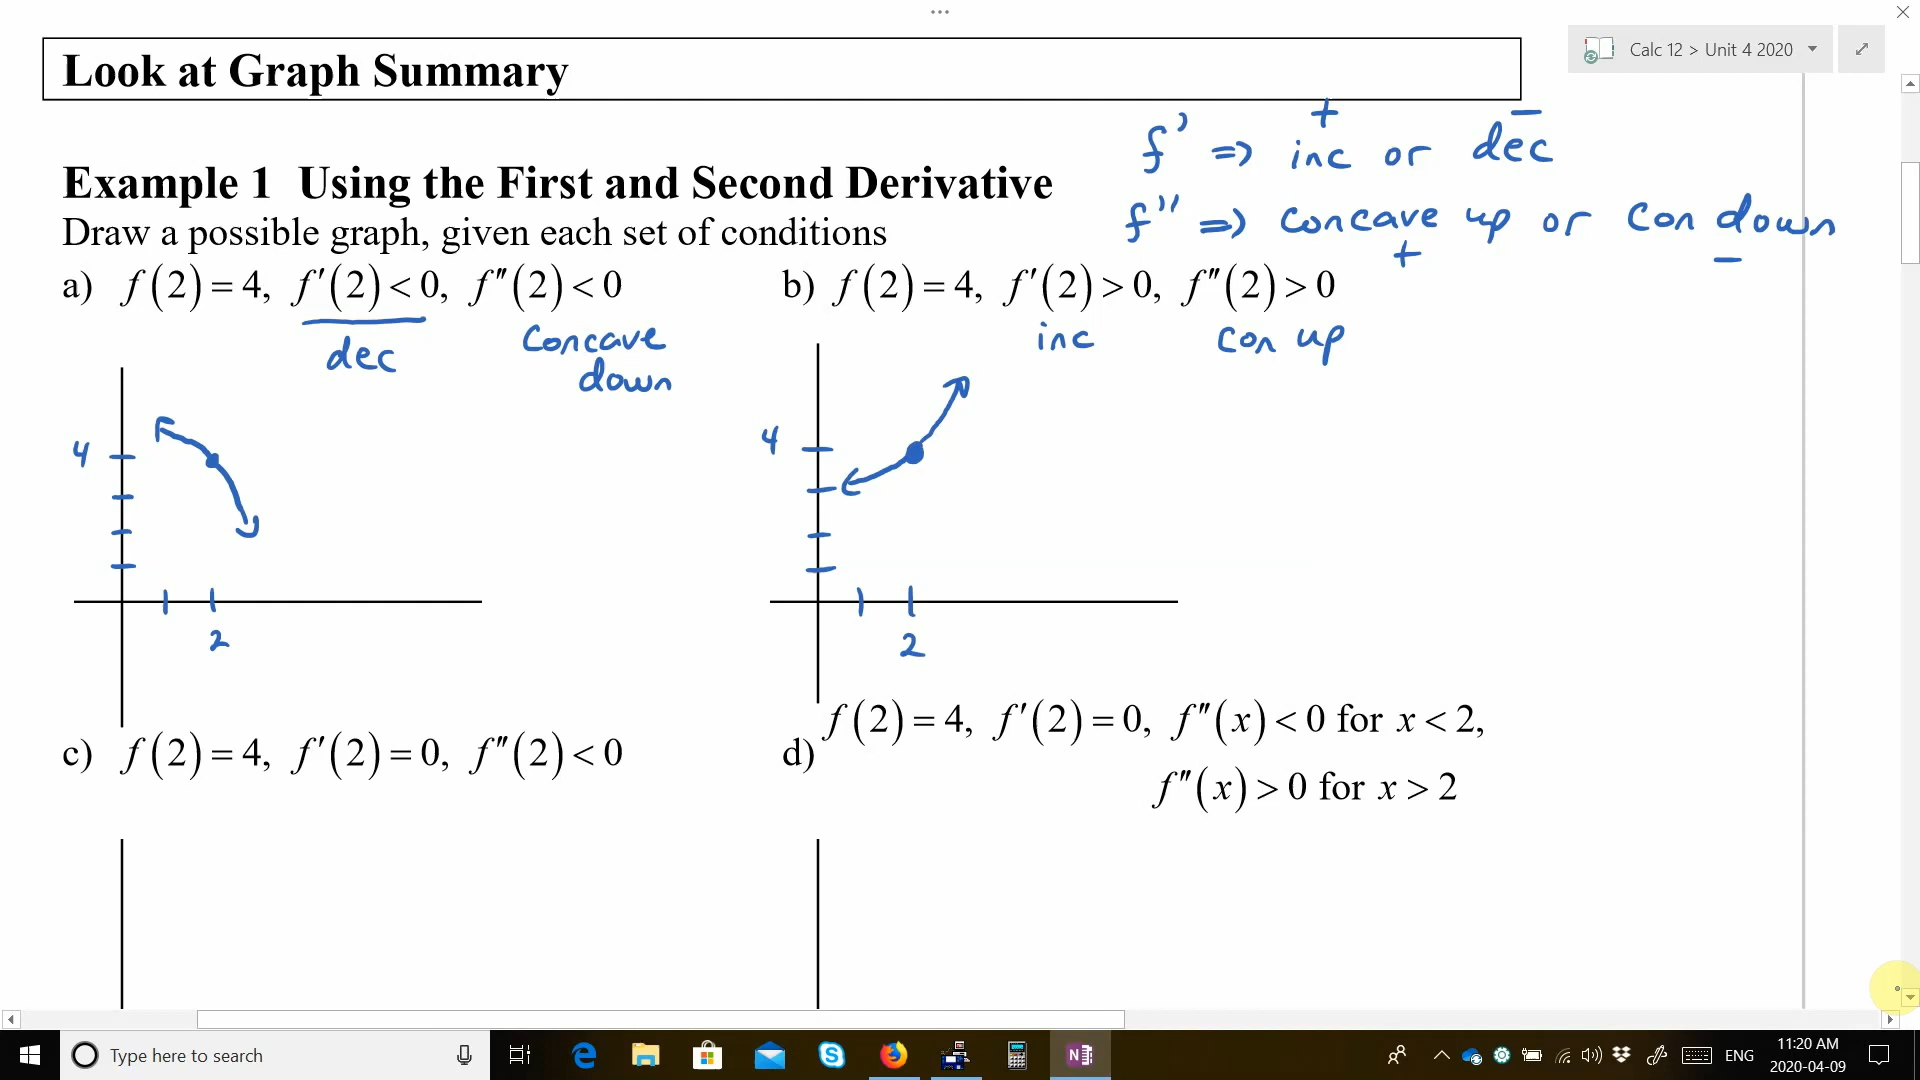 Look at Graph Summary
Calc 12 > Unit 4 2020
+ −
f' ⇒ inc or dec
Example 1 Using the First and Second Derivative
f'' ⇒ concave up or con down
+ −
Draw a possible graph, given each set of conditions
a) f(2) = 4, f′(2) < 0, f″(2) < 0
dec
concave
down
4
2
b) f(2) = 4, f′(2) > 0, f″(2) > 0
inc con up
4
2
c) f(2) = 4, f′(2) = 0, f″(2) < 0
d) f(2) = 4, f′(2) = 0, f″(x) < 0 for x < 2,
f″(x) > 0 for x > 2
Type here to search
N
ENG
11:20 AM
2020-04-09